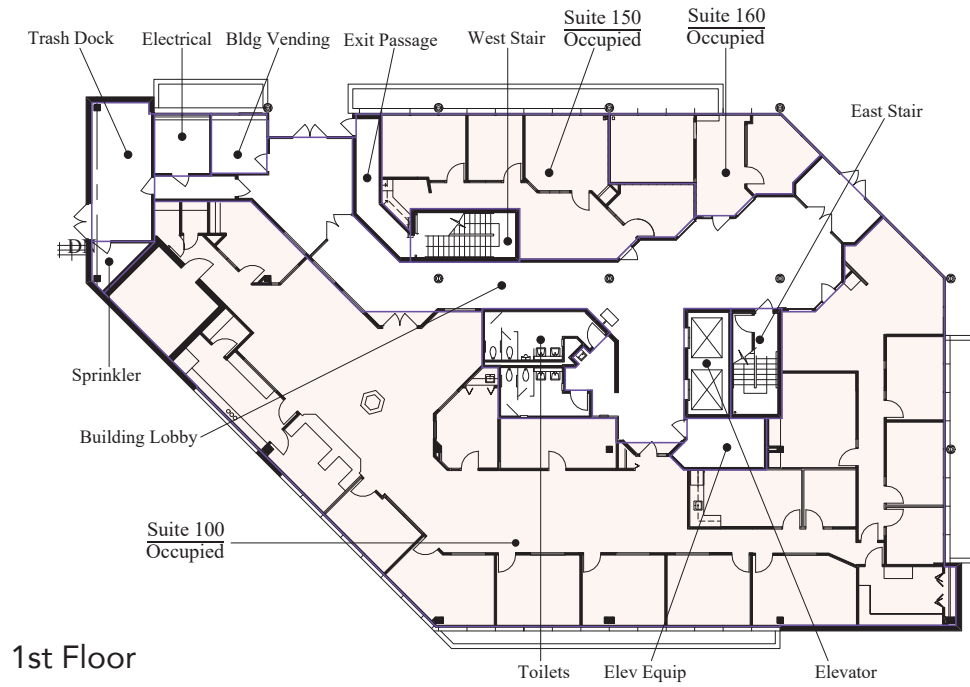 Suite 150
Occupied
Suite 160
Occupied
Trash Dock
Electrical
Bldg Vending
Exit Passage
West Stair
East Stair
Sprinkler
Building Lobby
Suite 100
Occupied
1st Floor
Toilets
Elev Equip
Elevator